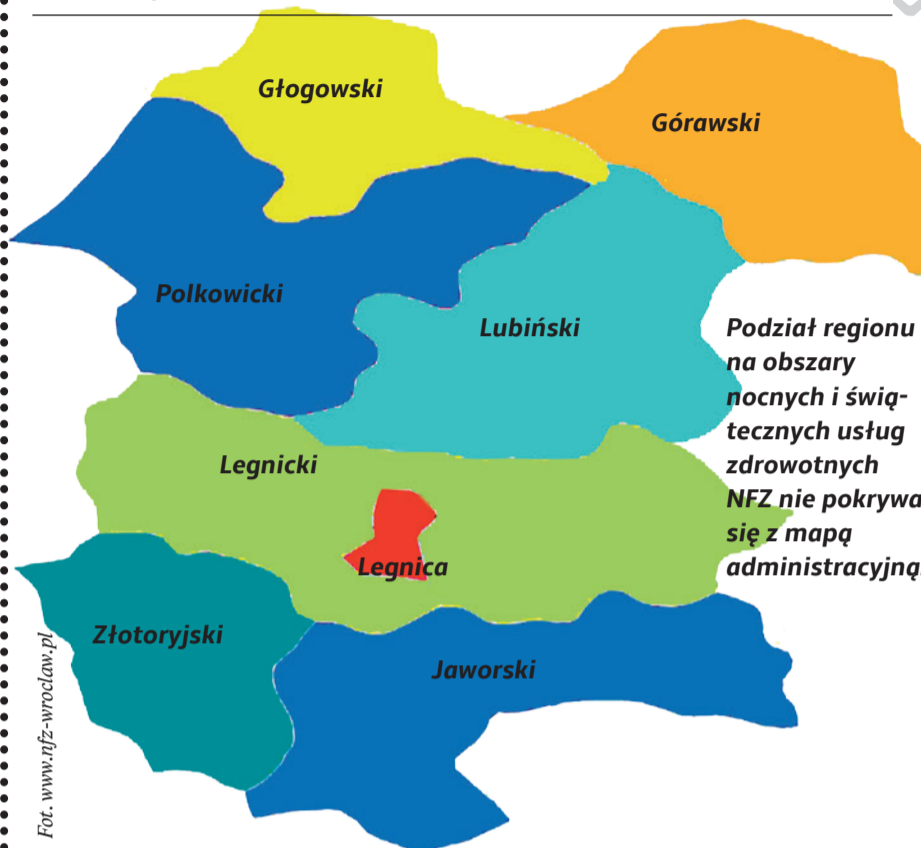 Głogowski
Górawski
Polkowicki
Lubiński
Podział regionu
na obszary
nocnych i świą-
tecznych usług
zdrowotnych
NFZ nie pokrywa
się z mapą
administracyjną.
Legnicki
Legnica
Złotoryjski
Jaworski
Fot. www.nfz-wroclaw.pl